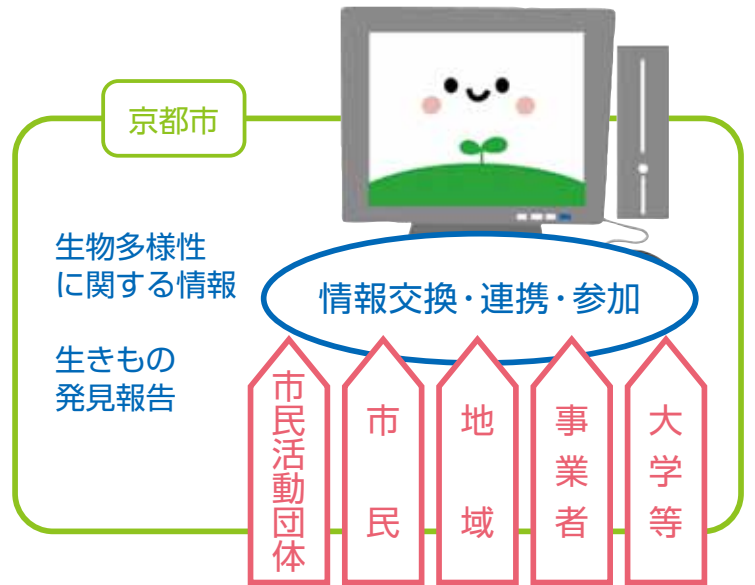 京都市
生物多様性
に関する情報
生きもの
発見報告
情報交換・連携・参加
市民活動団体
市民
地域
事業者
大学等